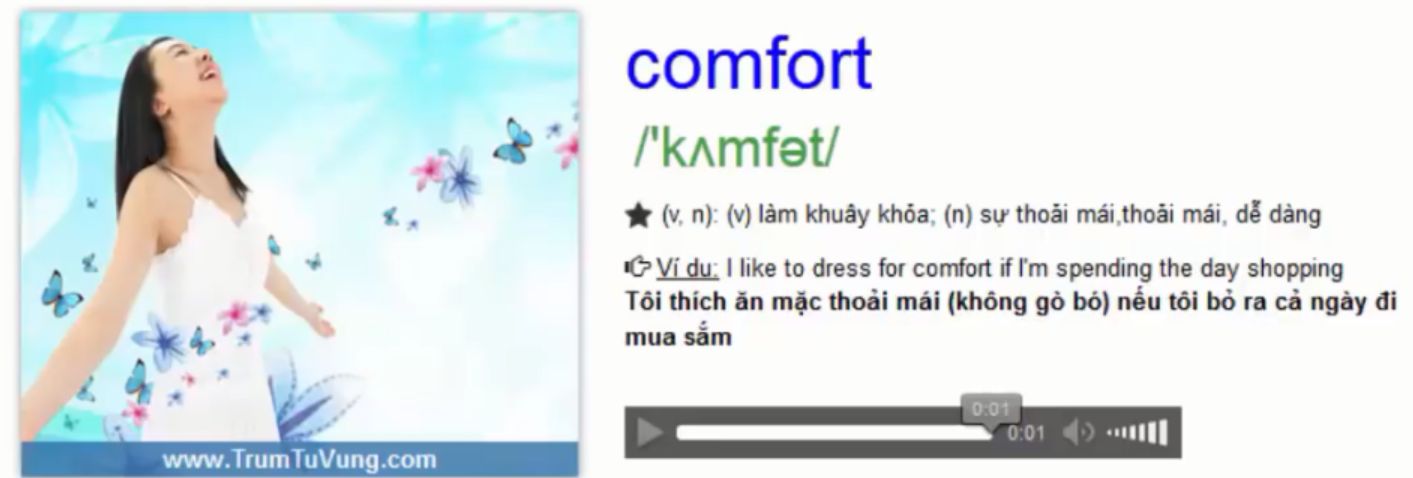 comfort
/'kʌmfət/
★ (v, n): (v) làm khuây khỏa; (n) sự thoải mái,thoải mái, dễ dàng
Ví du: I like to dress for comfort if I'm spending the day shopping
Tôi thích ăn mặc thoải mái (không gò bó) nếu tôi bỏ ra cả ngày đi
mua sắm
0:01
0:01
www.TrumTuVung.com